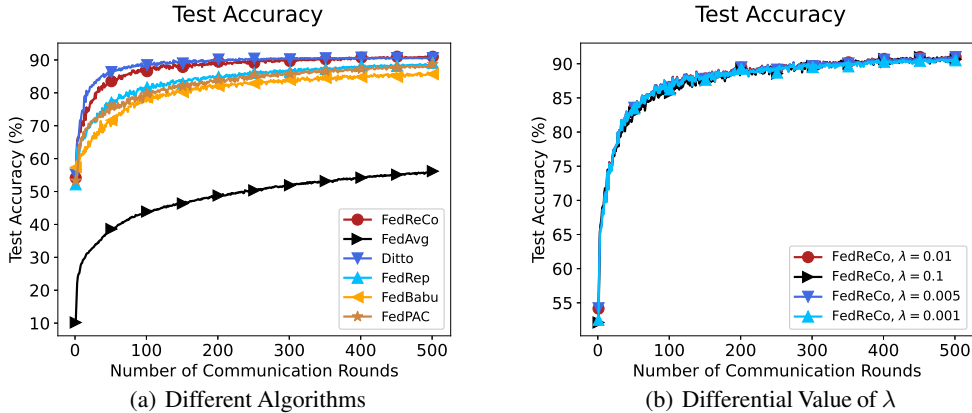 Test Accuracy
Test Accuracy (%)
90
80
70
60
50
40
30
20
10
0
100
200
300
400
500
Number of Communication Rounds
FedReCo
FedAvg
Ditto
FedRep
FedBabu
FedPAC
(a) Different Algorithms
Test Accuracy
Test Accuracy (%)
90
85
80
75
70
65
60
55
0
100
200
300
400
500
Number of Communication Rounds
FedReCo, λ = 0.01
FedReCo, λ = 0.1
FedReCo, λ = 0.005
FedReCo, λ = 0.001
(b) Differential Value of λ